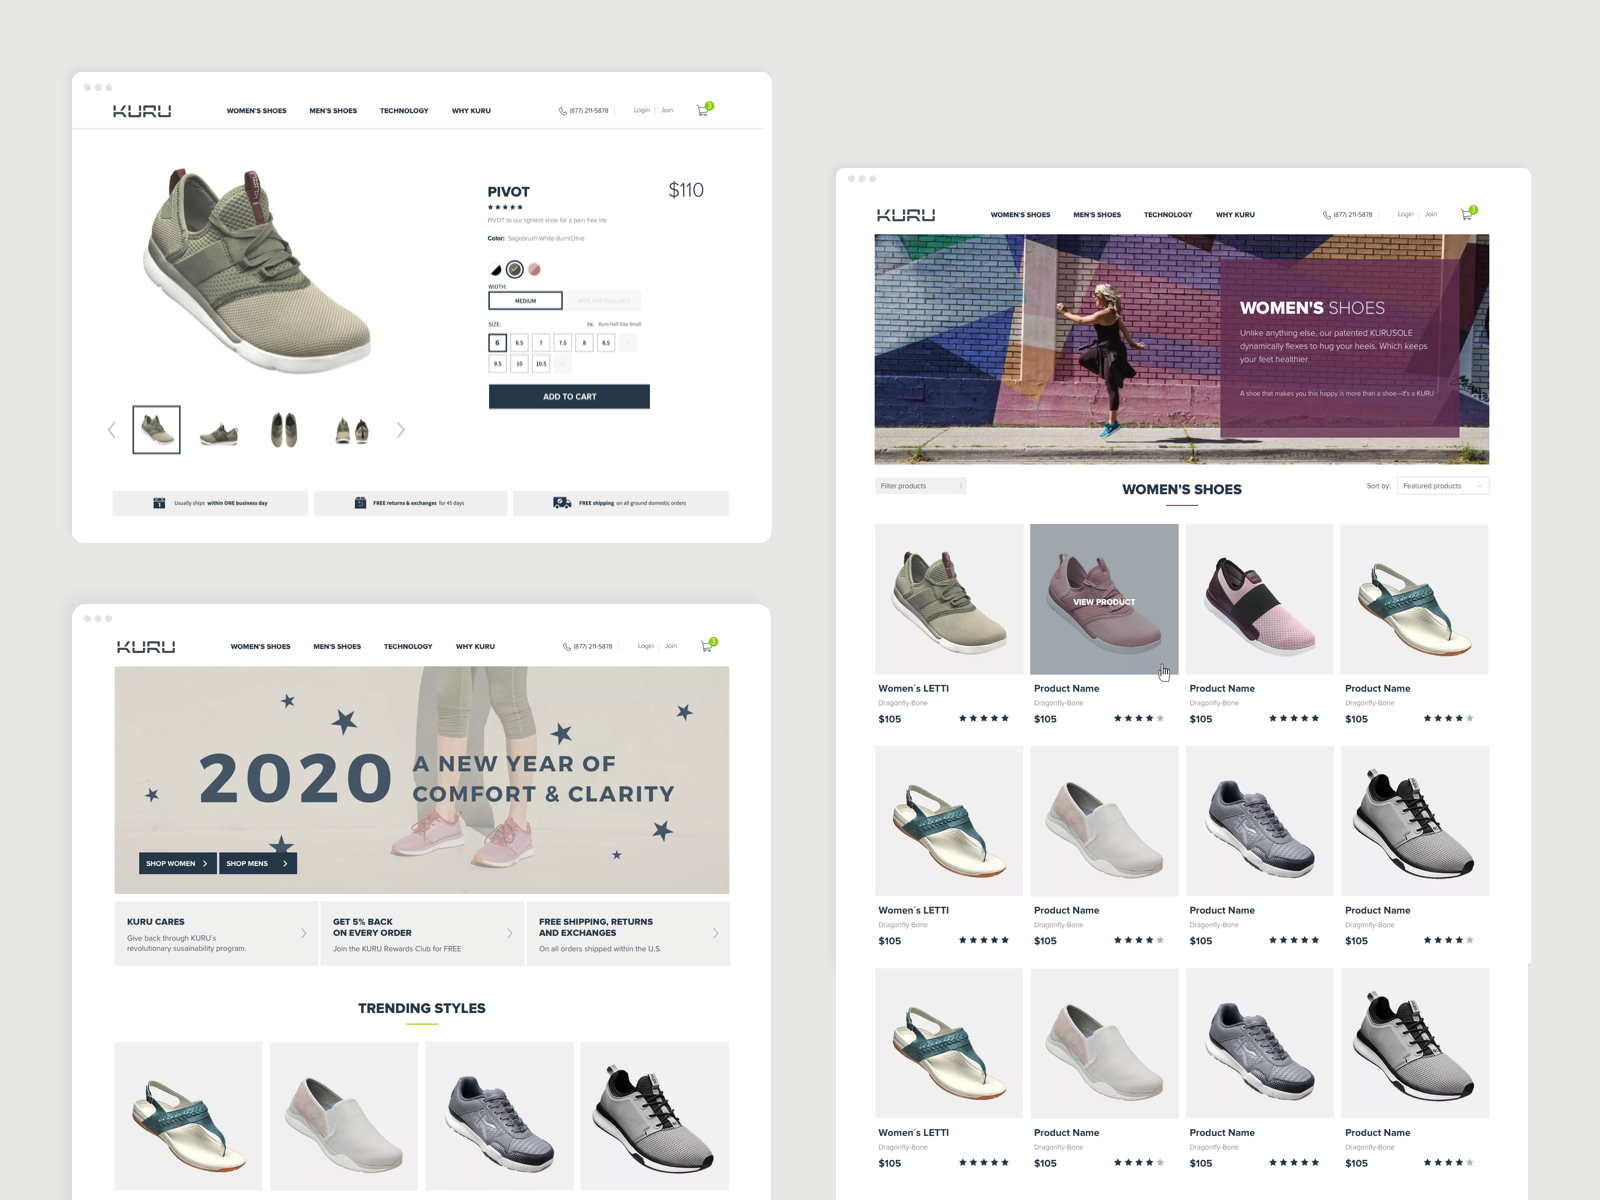 KURU
WOMEN'S SHOES MEN'S SHOES TECHNOLOGY WHY KURU
(877) 211-5878 Login Join 3
PIVOT $110
PIVOT to our lightest shoe for a pain free life
Color: Sagebrush-White-BurntOlive
WIDTH:
MEDIUM WIDE NOT AVAILABLE
SIZE: Fit: Runs Half Size Small
6 6.5 7 7.5 8 8.5 9
9.5 10 10.5 11
ADD TO CART
Usually ships within ONE business day
FREE returns & exchanges for 45 days
FREE shipping on all ground domestic orders
KURU
WOMEN'S SHOES MEN'S SHOES TECHNOLOGY WHY KURU
(877) 211-5878 Login Join 3
2020 A NEW YEAR OF
COMFORT & CLARITY
SHOP WOMEN SHOP MENS
KURU CARES
Give back through KURU´s
revolutionary susainability program.
GET 5% BACK
ON EVERY ORDER
Join the KURU Rewards Club for FREE
FREE SHIPPING, RETURNS
AND EXCHANGES
On all orders shipped within the U.S.
TRENDING STYLES
KURU
WOMEN'S SHOES MEN'S SHOES TECHNOLOGY WHY KURU
(877) 211-5878 Login Join 3
WOMEN'S SHOES
Unlike anything else, our patented KURUSOLE
dynamically flexes to hug your heels. Which keeps
your feet healthier.
A shoe that makes you this happy is more than a shoe—it's a KURU
Filter products WOMEN'S SHOES Sort by: Featured products
VIEW PRODUCT
Women´s LETTI Product Name Product Name Product Name
Dragonfly-Bone Dragonfly-Bone Dragonfly-Bone Dragonfly-Bone
$105 $105 $105 $105
Women´s LETTI Product Name Product Name Product Name
Dragonfly-Bone Dragonfly-Bone Dragonfly-Bone Dragonfly-Bone
$105 $105 $105 $105
Women´s LETTI Product Name Product Name Product Name
Dragonfly-Bone Dragonfly-Bone Dragonfly-Bone Dragonfly-Bone
$105 $105 $105 $105